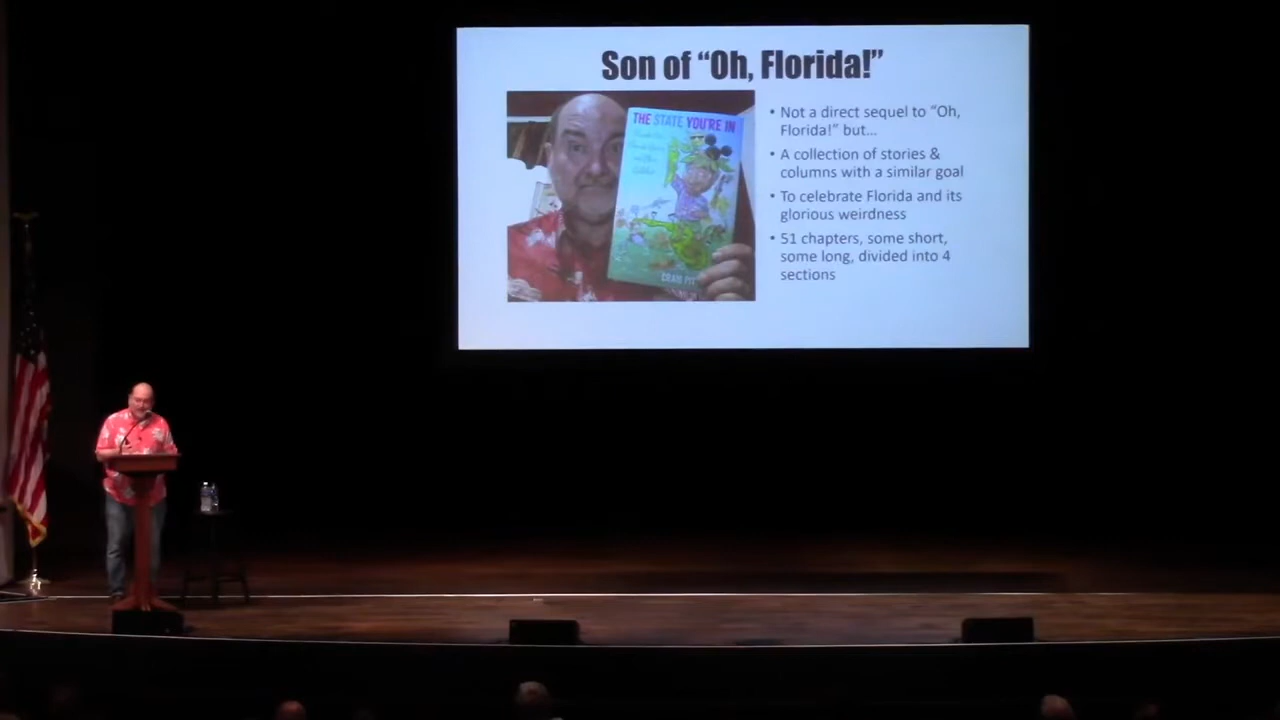 Son of “Oh, Florida!”
THE STATE YOU'RE IN
CRAIG
• Not a direct sequel to “Oh,
Florida!” but...
• A collection of stories &
columns with a similar goal
• To celebrate Florida and its
glorious weirdness
• 51 chapters, some short,
some long, divided into 4
sections